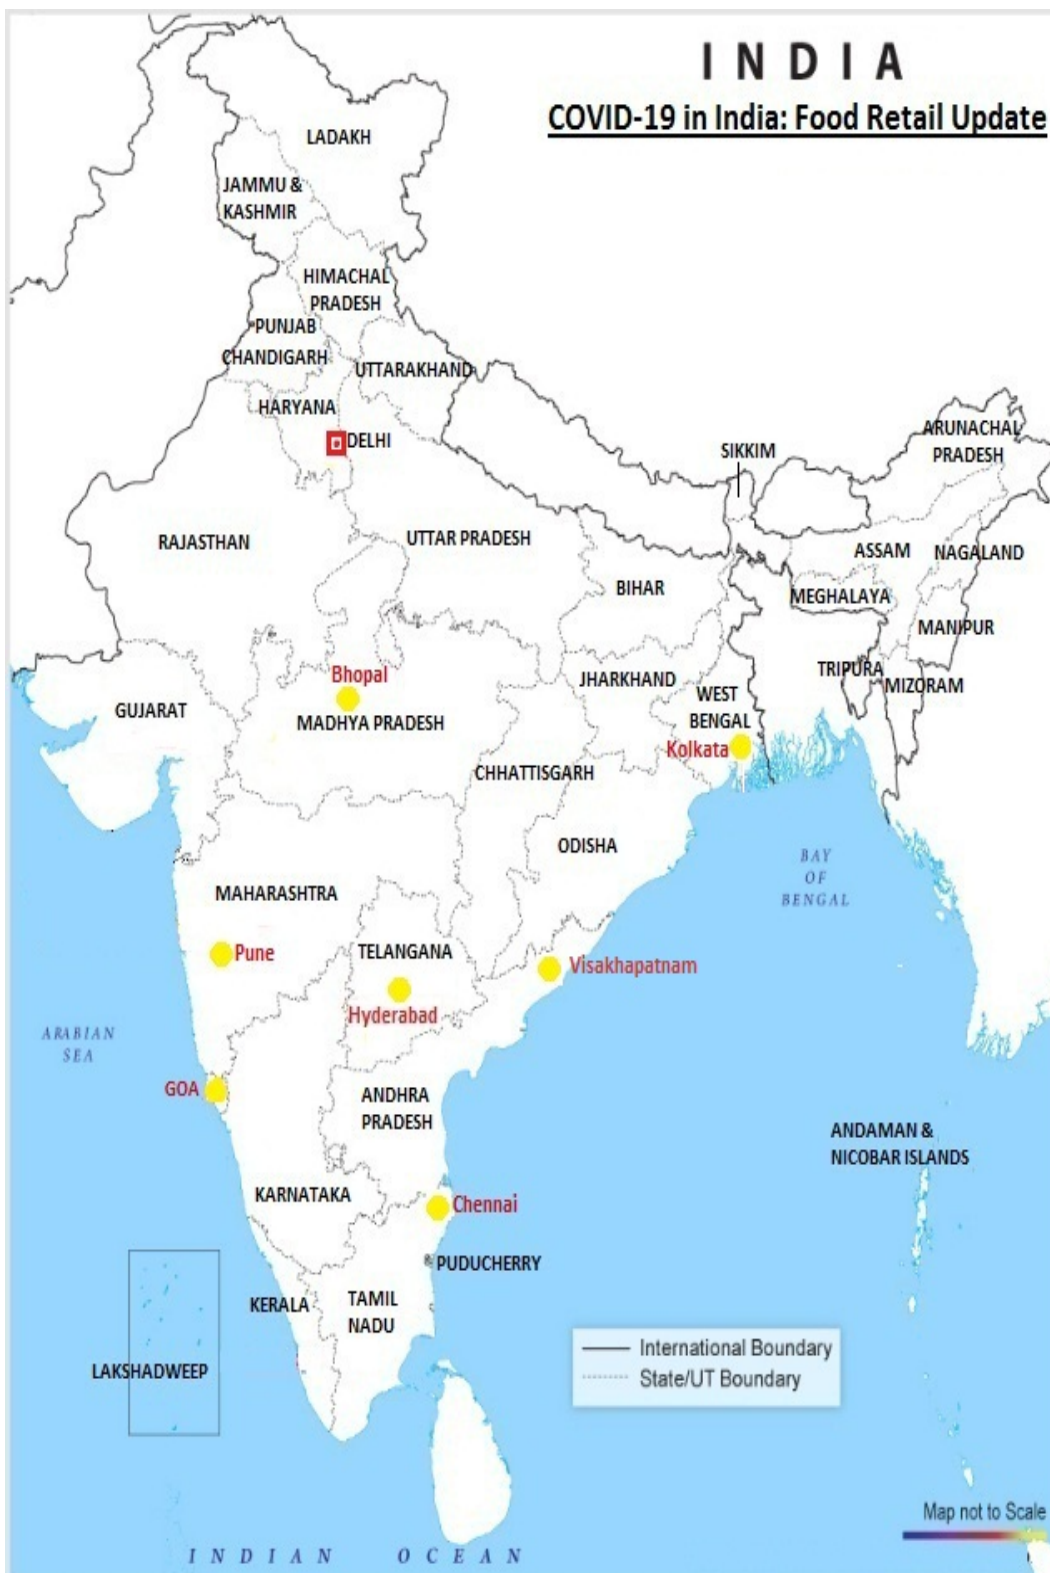 INDIA
COVID-19 in India: Food Retail Update
LADAKH
JAMMU &
KASHMIR
HIMACHAL
PRADESH
PUNJAB
CHANDIGARH
UTTARAKHAND
HARYANA
DELHI
ARUNACHAL
PRADESH
SIKKIM
RAJASTHAN
UTTAR PRADESH
ASSAM
NAGALAND
BIHAR
MEGHALAYA
MANIPUR
Bhopal
JHARKHAND
TRIPURA
MIZORAM
GUJARAT
MADHYA PRADESH
WEST
BENGAL
Kolkata
CHHATTISGARH
ODISHA
BAY
OF
BENGAL
MAHARASHTRA
Pune
TELANGANA
Visakhapatnam
Hyderabad
ARABIAN
SEA
GOA
ANDHRA
PRADESH
ANDAMAN &
NICOBAR ISLANDS
KARNATAKA
Chennai
PUDUCHERRY
KERALA
TAMIL
NADU
LAKSHADWEEP
International Boundary
State/UT Boundary
Map not to Scale
INDIAN OCEAN